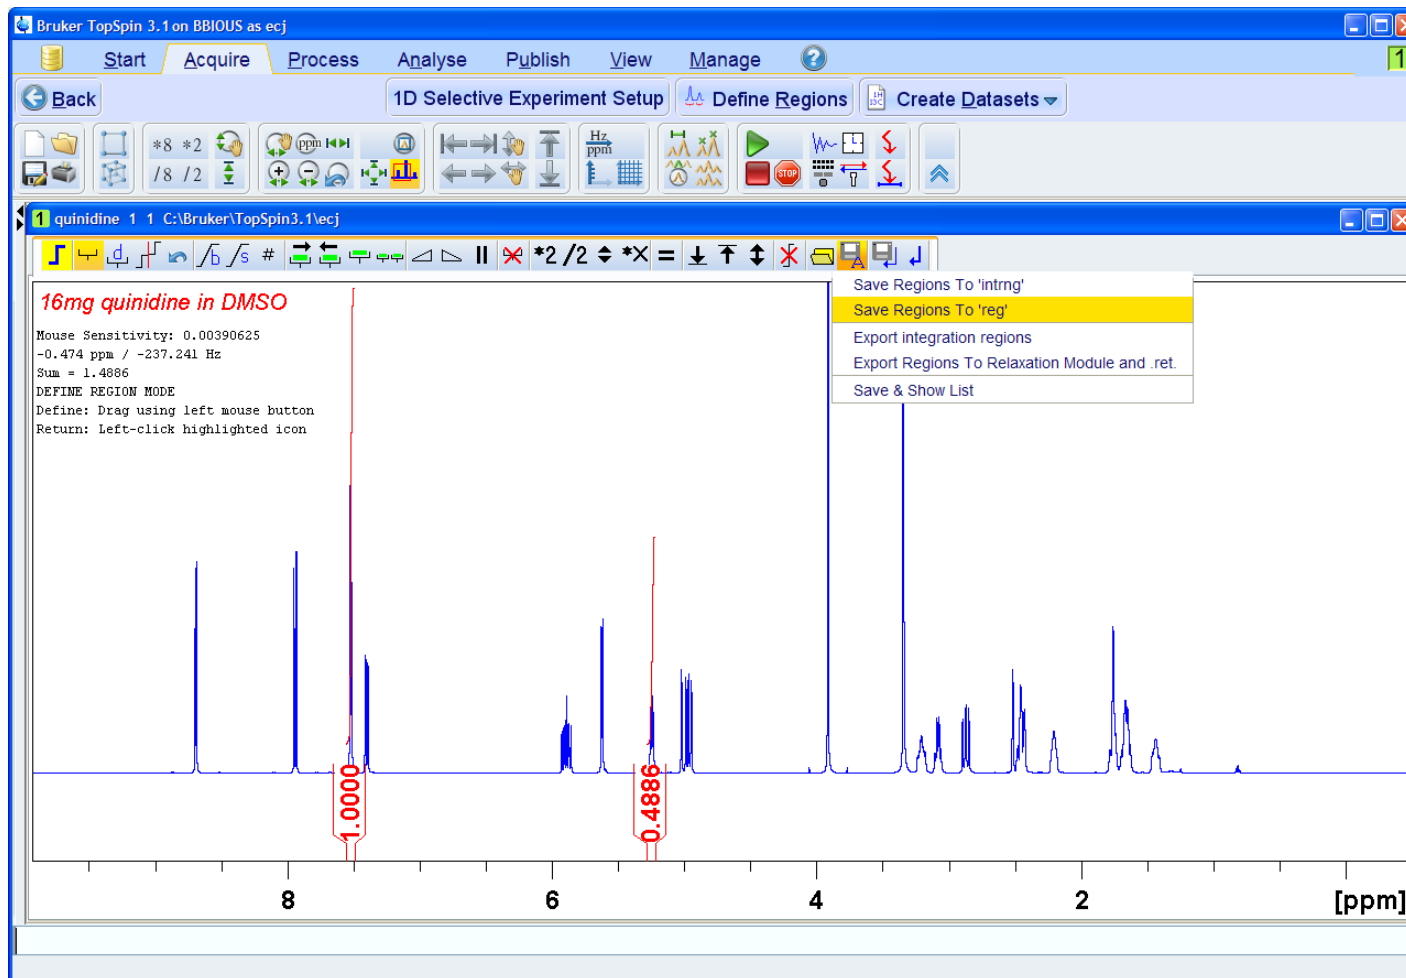 Bruker TopSpin 3.1 on BBIOUS as ecj
Start Acquire Process Analyse Publish View Manage ? 1
Back 1D Selective Experiment Setup Define Regions 1H 13C Create Datasets
*8 *2 ppm Hz ppm
/8 /2 STOP
1 quinidine 1 1 C:\Bruker\TopSpin3.1\ecj
d /b /s # *2 /2 *X = A
16mg quinidine in DMSO
Mouse Sensitivity: 0.00390625
-0.474 ppm / -237.241 Hz
Sum = 1.4886
DEFINE REGION MODE
Define: Drag using left mouse button
Return: Left-click highlighted icon
Save Regions To 'intrng'
Save Regions To 'reg'
Export integration regions
Export Regions To Relaxation Module and .ret.
Save & Show List
1.0000
0.4886
8 6 4 2 [ppm]